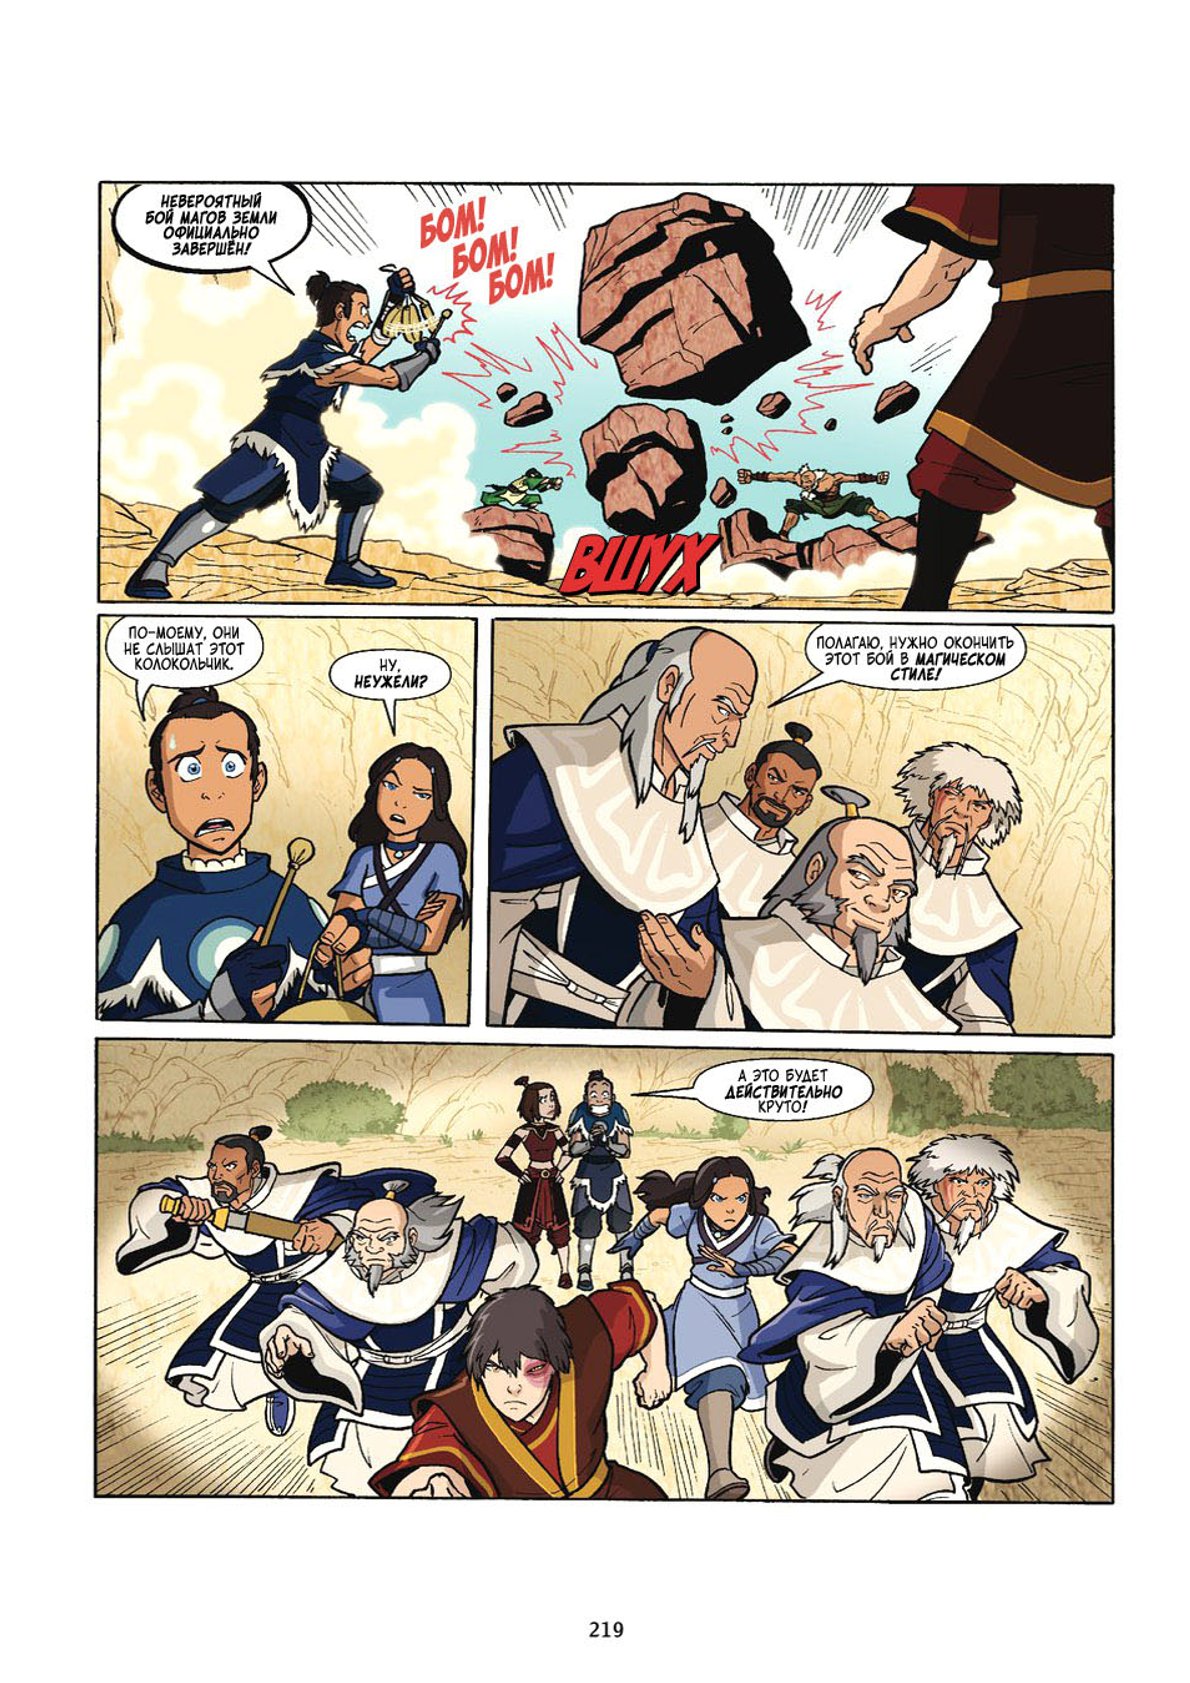 НЕВЕРОЯТНЫЙ
БОЙ МАГОВ ЗЕМЛИ
ОФИЦИАЛЬНО
ЗАВЕРШЁН!
БОМ!
БОМ!
БОМ!
ВШУХ
ПО-МОЕМУ, ОНИ
НЕ СЛЫШАТ ЭТОТ
КОЛОКОЛЬЧИК.
НУ,
НЕУЖЕЛИ?
ПОЛАГАЮ, НУЖНО ОКОНЧИТЬ
ЭТОТ БОЙ В МАГИЧЕСКОМ
СТИЛЕ!
А ЭТО БУДЕТ
ДЕЙСТВИТЕЛЬНО
КРУТО!
219